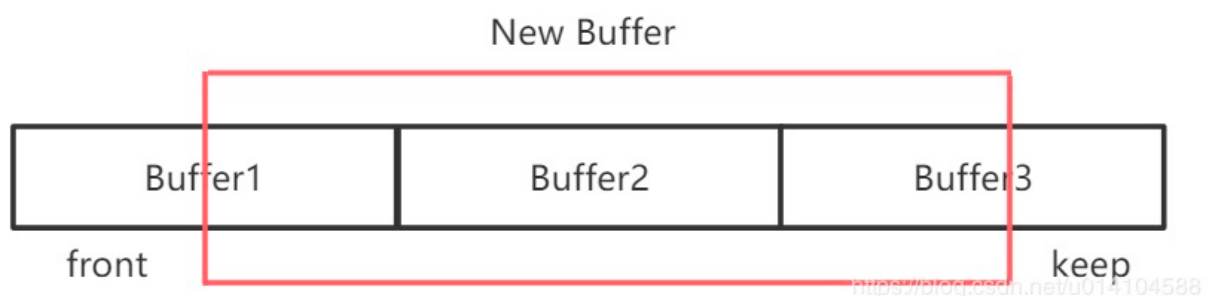 New Buffer
Buffer1 Buffer2 Buffer3
front keep
https://blog.csdn.net/u014104588